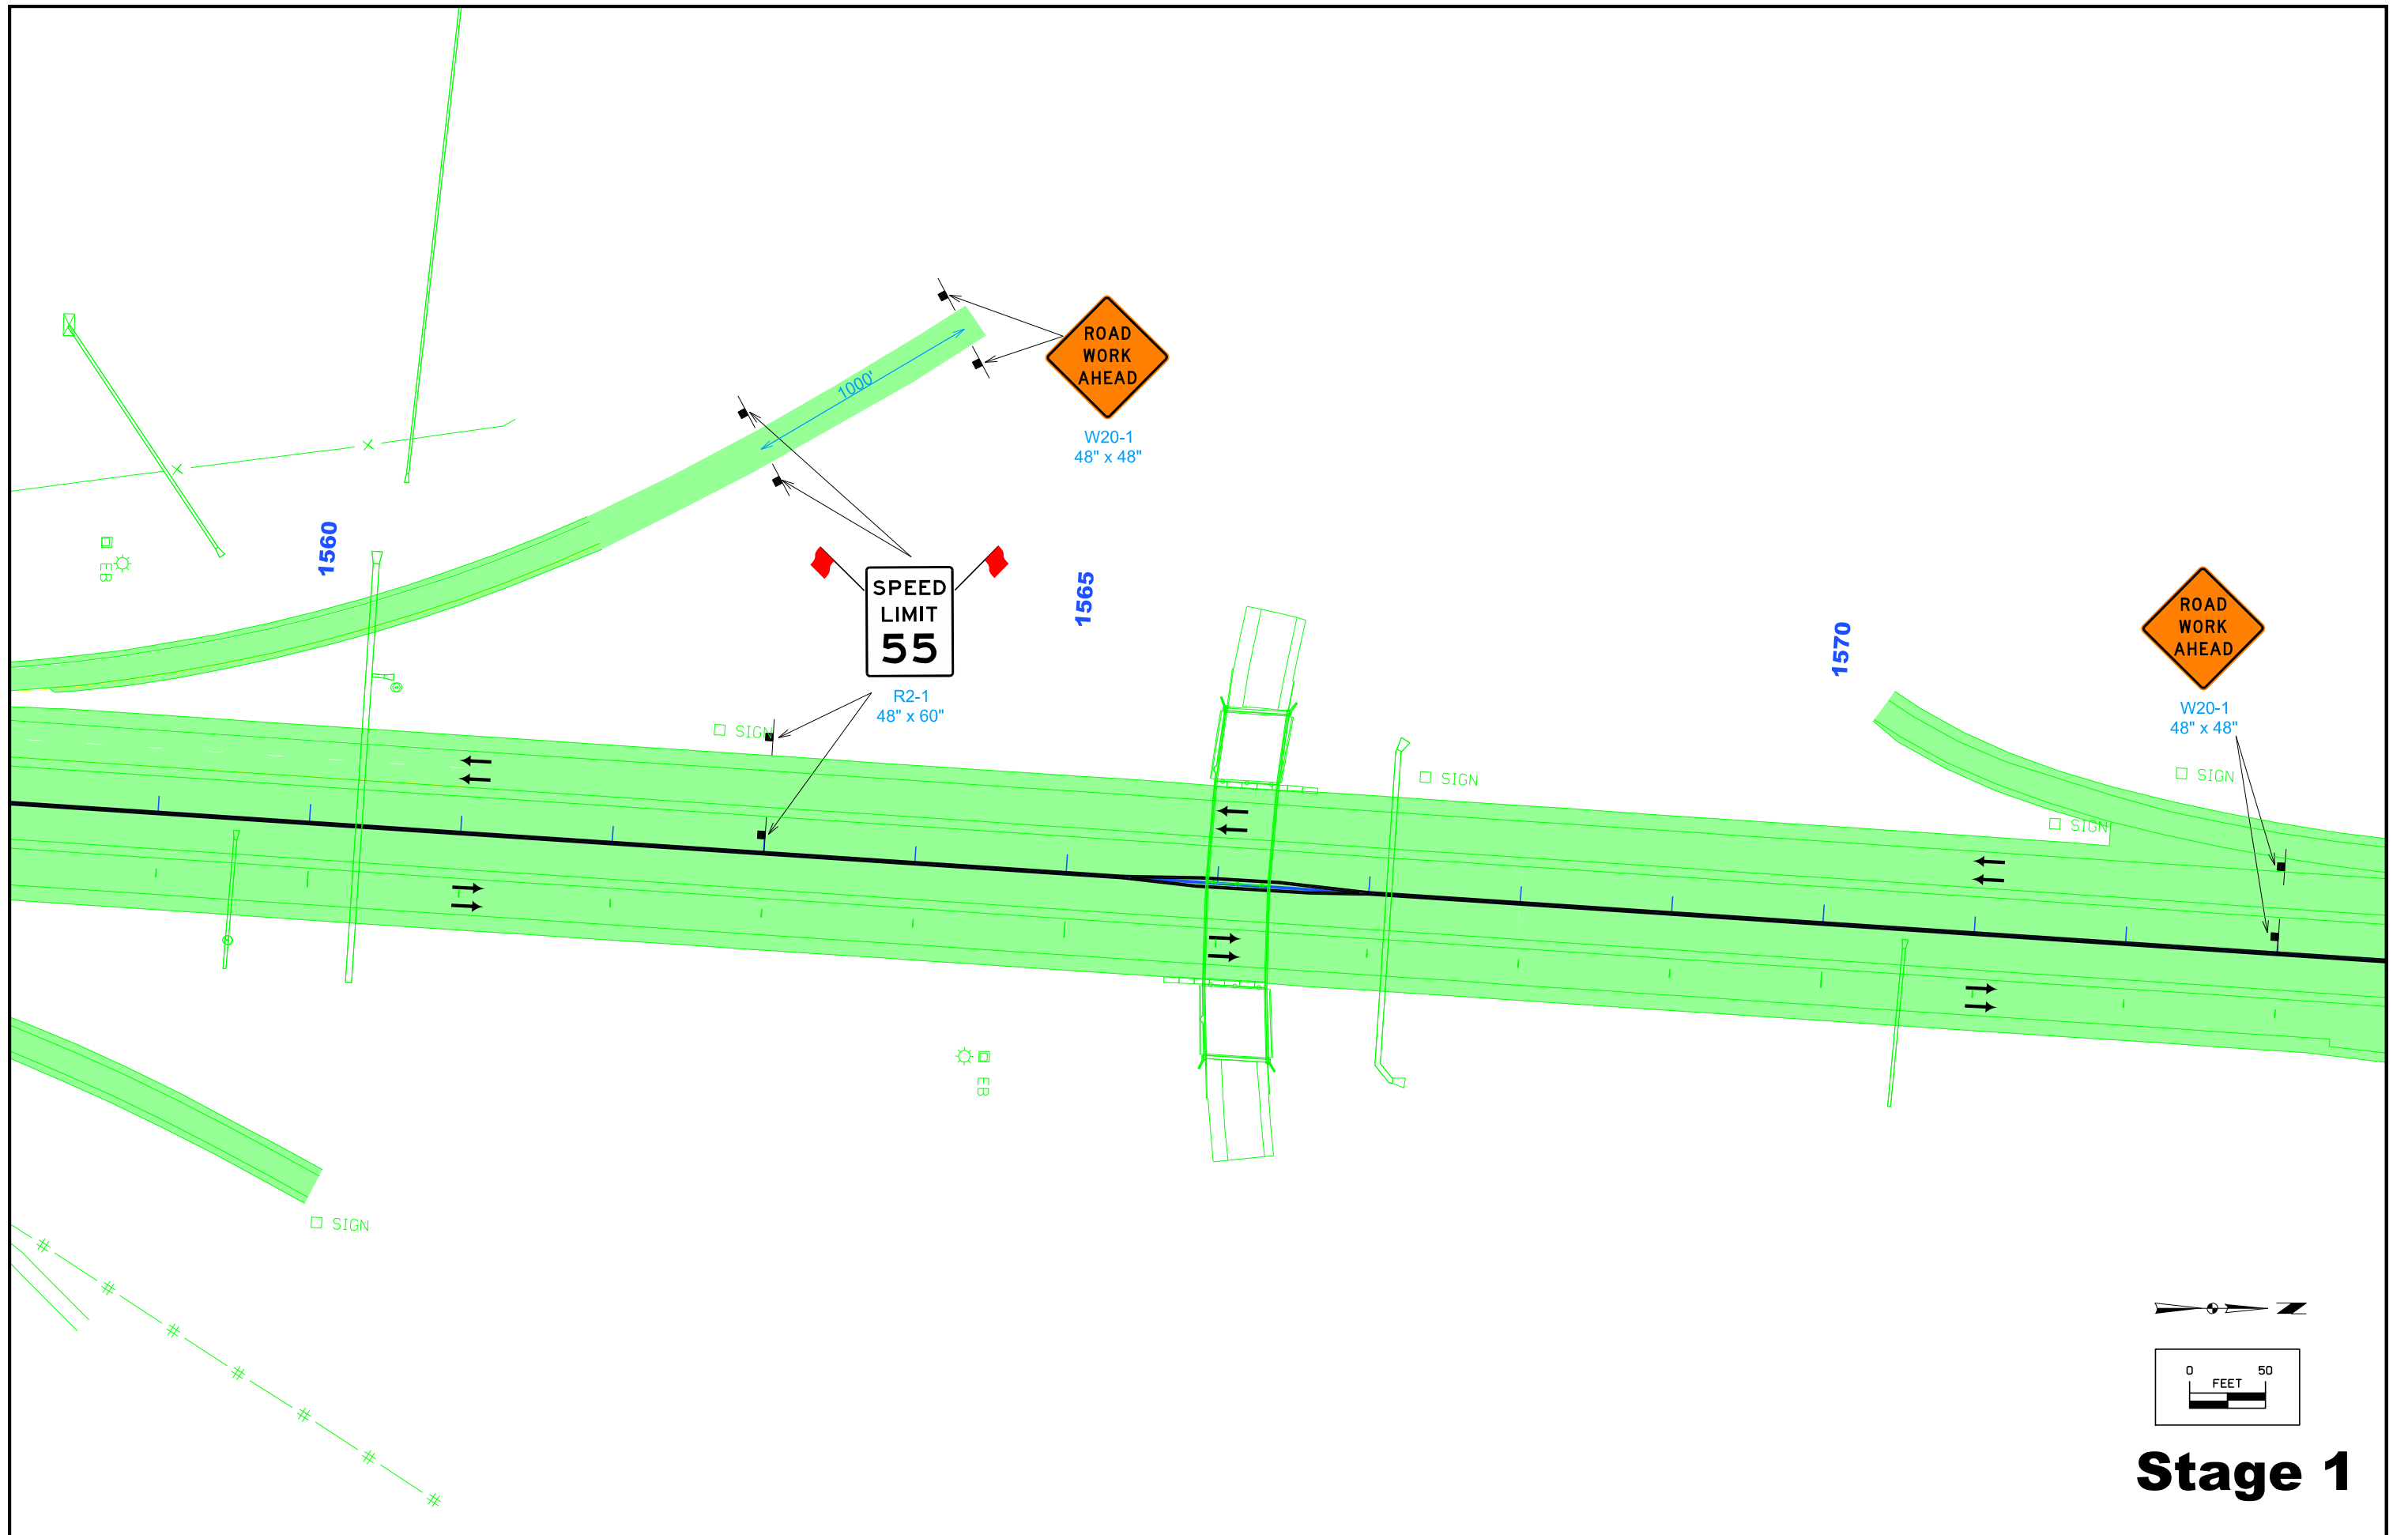 ROAD
WORK
AHEAD
W20-1
48" x 48"
1000'
1560
EB
SPEED
LIMIT
55
R2-1
48" x 60"
1565
1570
ROAD
WORK
AHEAD
W20-1
48" x 48"
SIGN
SIGN
SIGN
SIGN
EB
SIGN
0 50
FEET
Stage 1